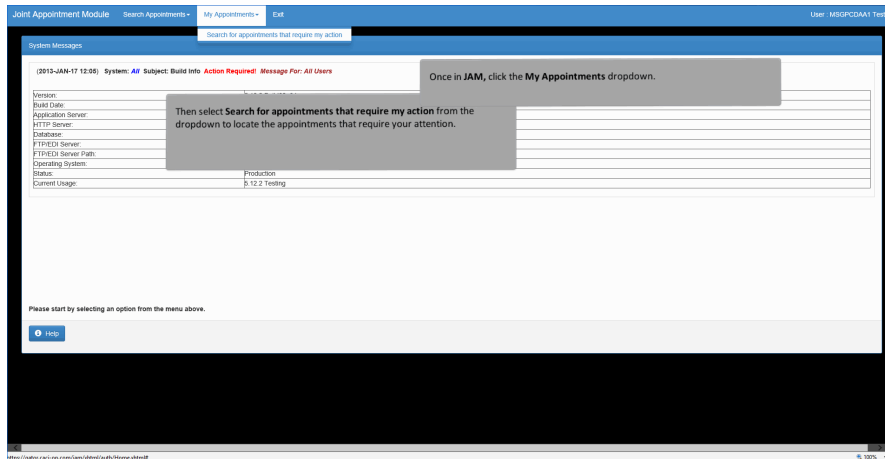 Joint Appointment Module Search Appointments My Appointments Exit User : MSGPCDAA1 Test
Search for appointments that require my action
System Messages
(2013-JAN-17 12:05) System: All Subject: Build Info Action Required! Message For: All Users
Once in JAM, click the My Appointments dropdown.
Version:
Build Date:
Application Server:
HTTP Server:
Database:
FTP/EDI Server:
FTP/EDI Server Path:
Operating System:
Then select Search for appointments that require my action from the
dropdown to locate the appointments that require your attention.
Status: Production
Current Usage: 5.12.2 Testing
Please start by selecting an option from the menu above.
Help
100%